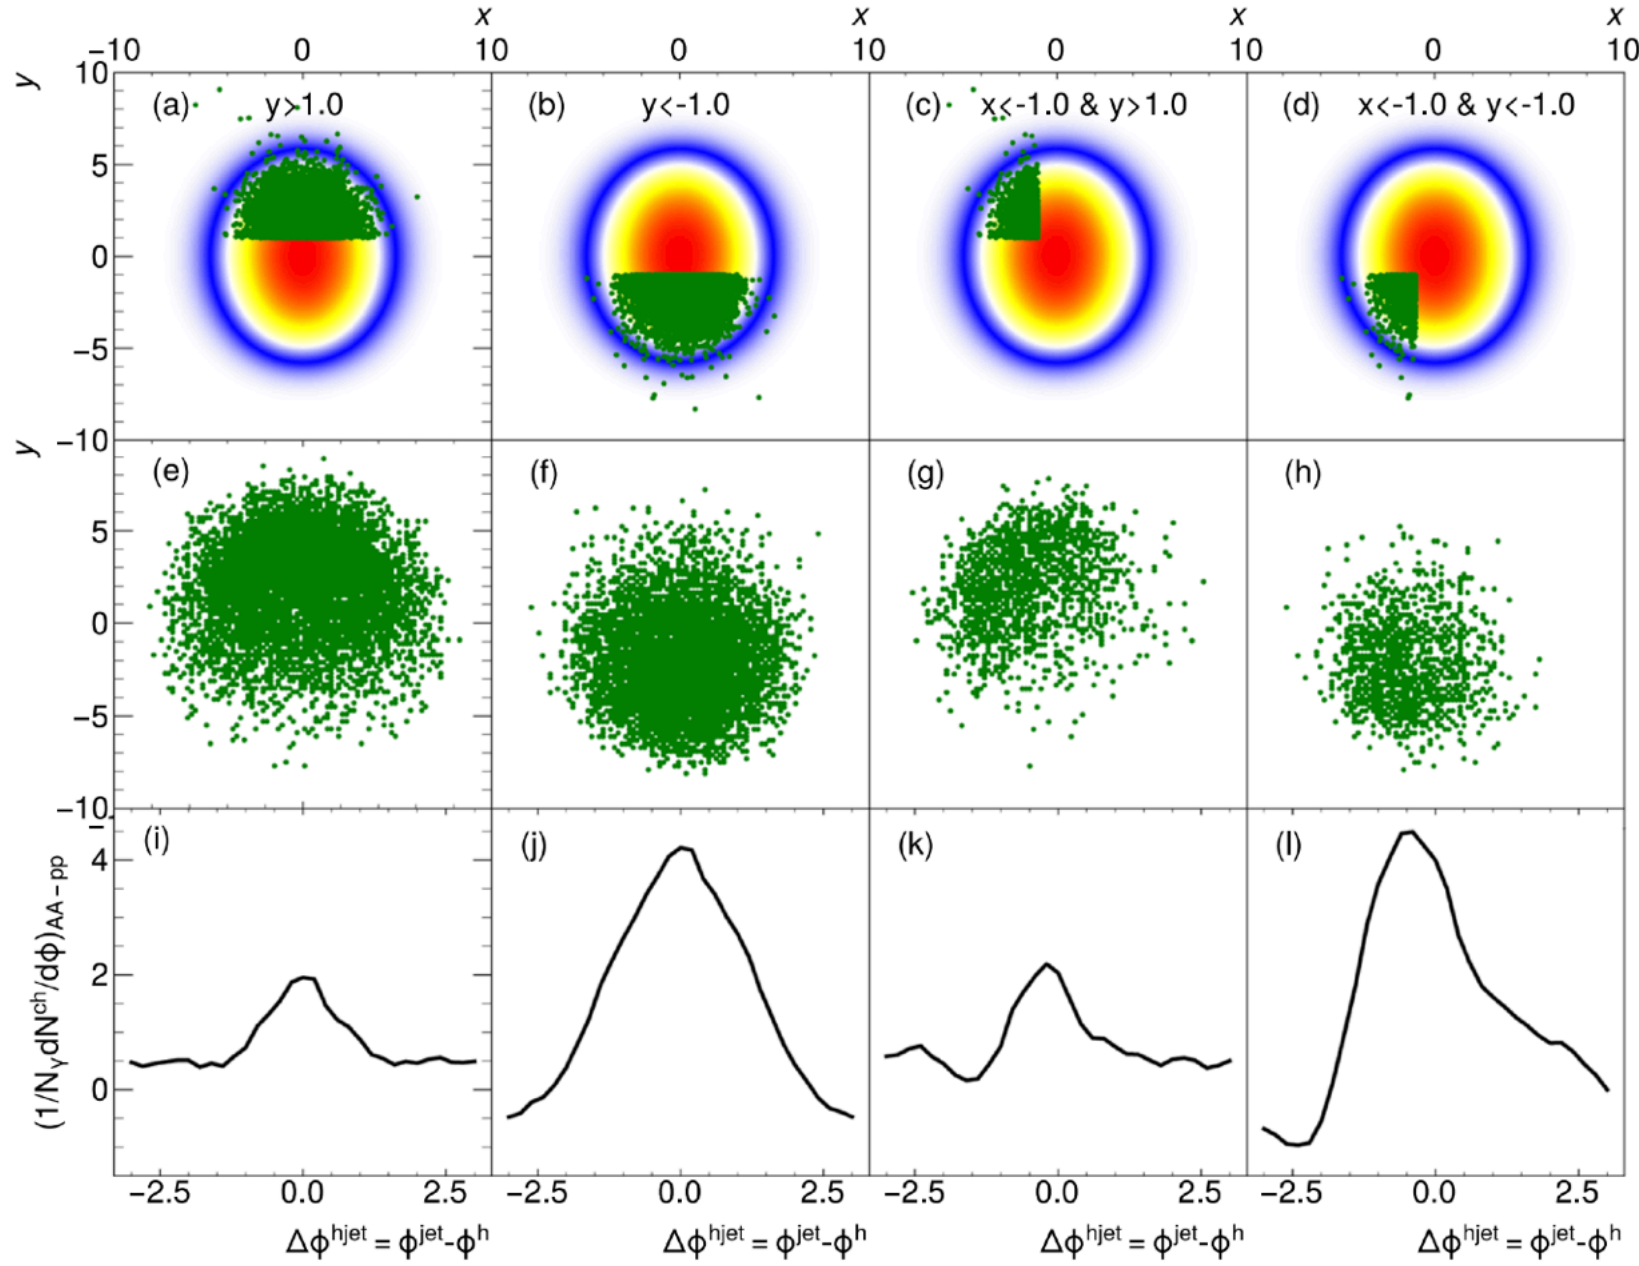 x x x x
−10 0 10 0 10 0 10 0 10
y 10 (a) y>1.0 (b) y<-1.0 (c) x<-1.0 & y>1.0 (d) x<-1.0 & y<-1.0
5
0
−5
y −10
(e) (f) (g) (h)
5
0
−5
−10
(i) (j) (k) (l)
4
2
0
(1/Nγ dN^ch/dϕ)AA-pp
−2.5 0.0 2.5 −2.5 0.0 2.5 −2.5 0.0 2.5 −2.5 0.0 2.5
Δϕ^hjet = ϕ^jet-ϕ^h Δϕ^hjet = ϕ^jet-ϕ^h Δϕ^hjet = ϕ^jet-ϕ^h Δϕ^hjet = ϕ^jet-ϕ^h